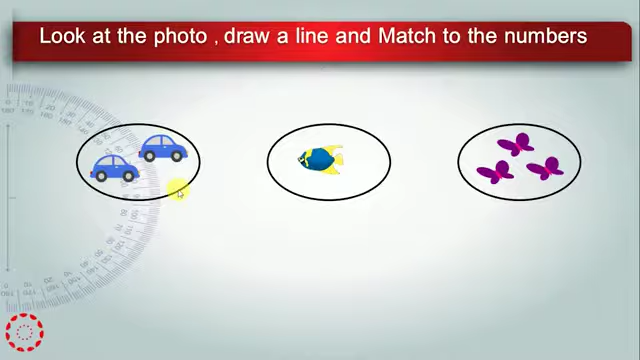 Look at the photo , draw a line and Match to the numbers